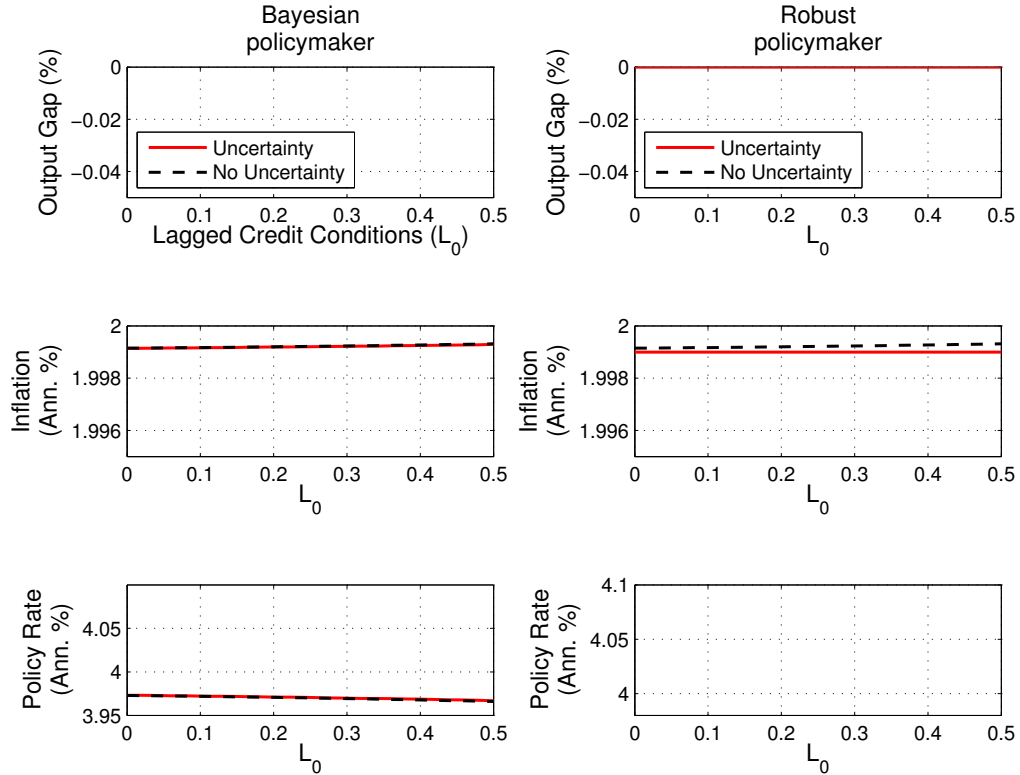 Bayesian
policymaker
Robust
policymaker
Output Gap (%)
0
−0.02
−0.04
Uncertainty
No Uncertainty
0 0.1 0.2 0.3 0.4 0.5
Lagged Credit Conditions (L0)
Output Gap (%)
0
−0.02
−0.04
Uncertainty
No Uncertainty
0 0.1 0.2 0.3 0.4 0.5
L0
Inflation
(Ann. %)
2
1.998
1.996
0 0.1 0.2 0.3 0.4 0.5
L0
Inflation
(Ann. %)
2
1.998
1.996
0 0.1 0.2 0.3 0.4 0.5
L0
Policy Rate
(Ann. %)
4.05
4
3.95
0 0.1 0.2 0.3 0.4 0.5
L0
Policy Rate
(Ann. %)
4.1
4.05
4
0 0.1 0.2 0.3 0.4 0.5
L0